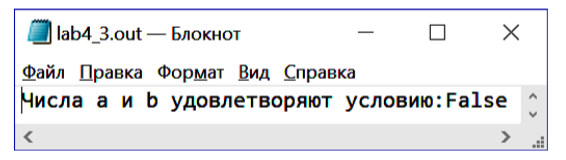 lab4_3.out — Блокнот
Файл Правка Формат Вид Справка
Числа a и b удовлетворяют условию:False